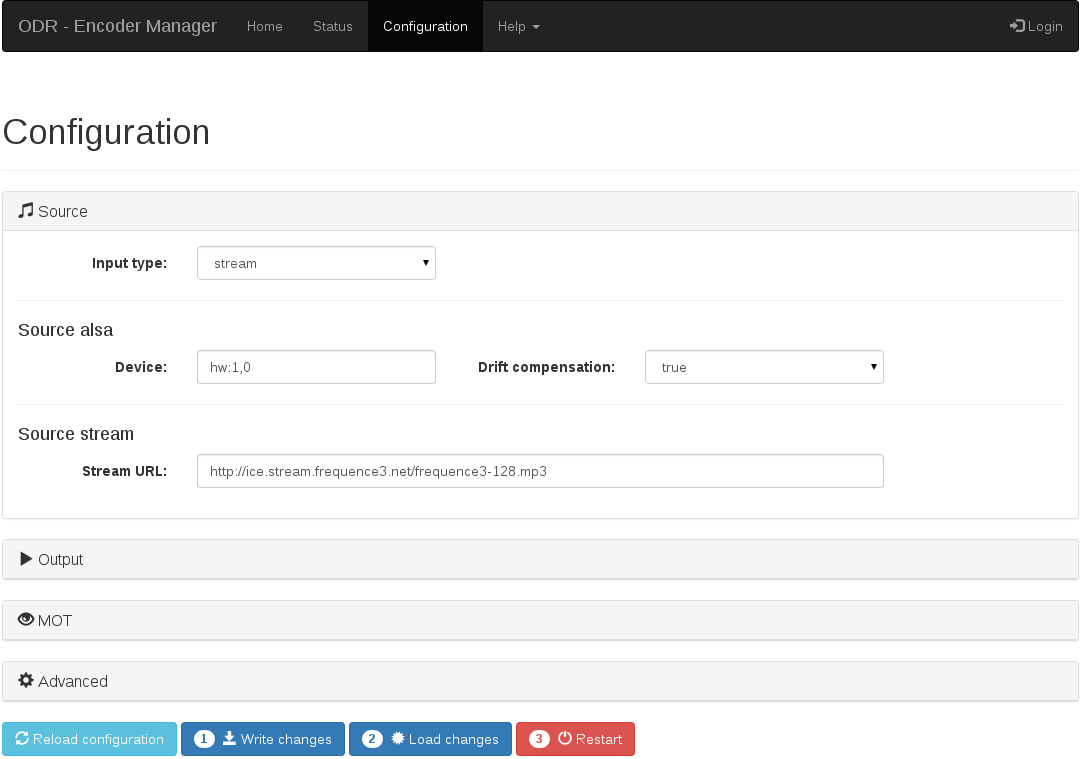 ODR - Encoder Manager Home Status Configuration Help Login
Configuration
Source
Input type: stream
Source alsa
Device: hw:1,0 Drift compensation: true
Source stream
Stream URL: http://ice.stream.frequence3.net/frequence3-128.mp3
Output
MOT
Advanced
Reload configuration 1 Write changes 2 Load changes 3 Restart